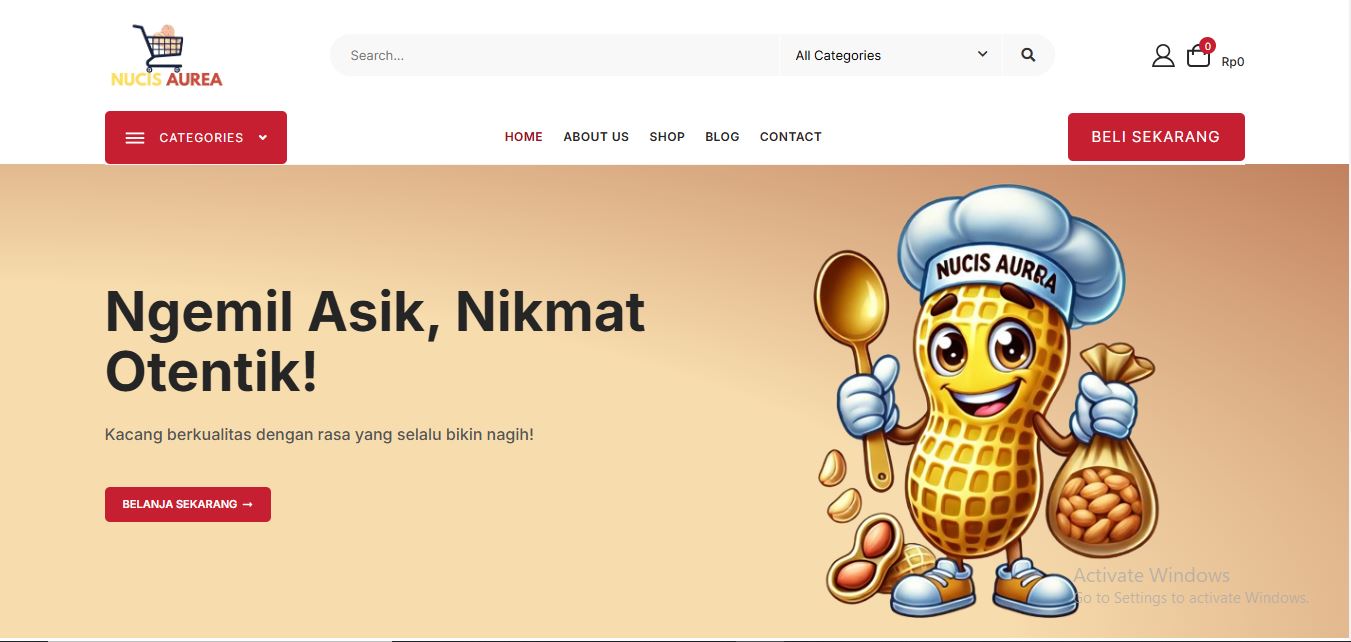 NUCIS AUREA
Search...
All Categories
0
Rp0
CATEGORIES
HOME
ABOUT US
SHOP
BLOG
CONTACT
BELI SEKARANG
NUCIS AURRA
Ngemil Asik, Nikmat
Otentik!
Kacang berkualitas dengan rasa yang selalu bikin nagih!
BELANJA SEKARANG →
Activate Windows
Go to Settings to activate Windows.